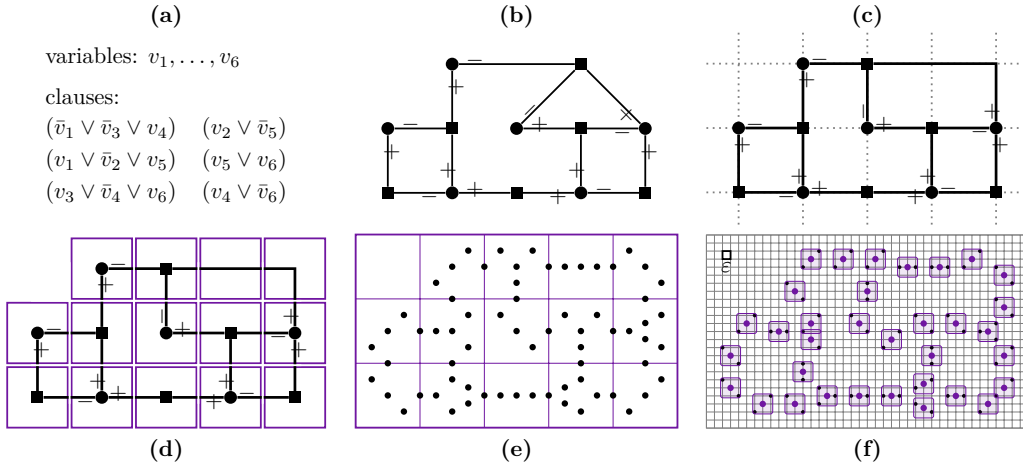 (a)
(b)
(c)
variables: v₁, . . . , v₆
clauses:
(v̄₁ ∨ v̄₃ ∨ v₄) (v₂ ∨ v̄₅)
(v₁ ∨ v̄₂ ∨ v₅) (v₅ ∨ v₆)
(v₃ ∨ v̄₄ ∨ v₆) (v₄ ∨ v̄₆)
(d)
(e)
(f)